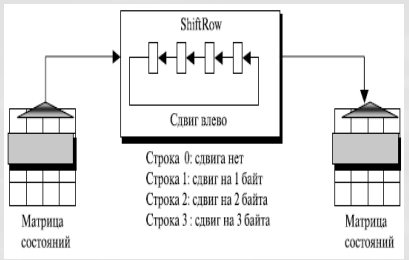 ShiftRow
Сдвиг влево
Строка 0: сдвига нет
Строка 1: сдвиг на 1 байт
Строка 2: сдвиг на 2 байта
Строка 3 : сдвиг на 3 байта
Матрица
состояний
Матрица
состояний